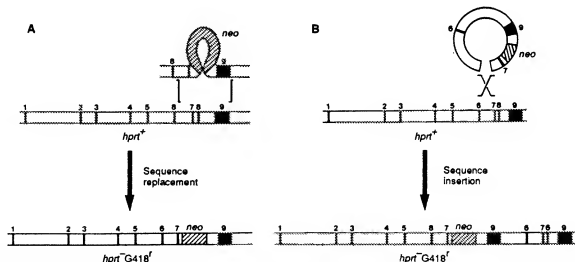 A
neo
8 9
1 2 3 4 5 8 7 8 9
hprt⁺
Sequence
replacement
1 2 3 4 5 6 7 neo 9
hprt⁻G418ʳ
B
6 9
neo
7
1 2 3 4 5 6 7 8 9
hprt⁺
Sequence
insertion
1 2 3 4 5 8 7 neo 9 6 7 8 9
hprt⁻G418ʳ